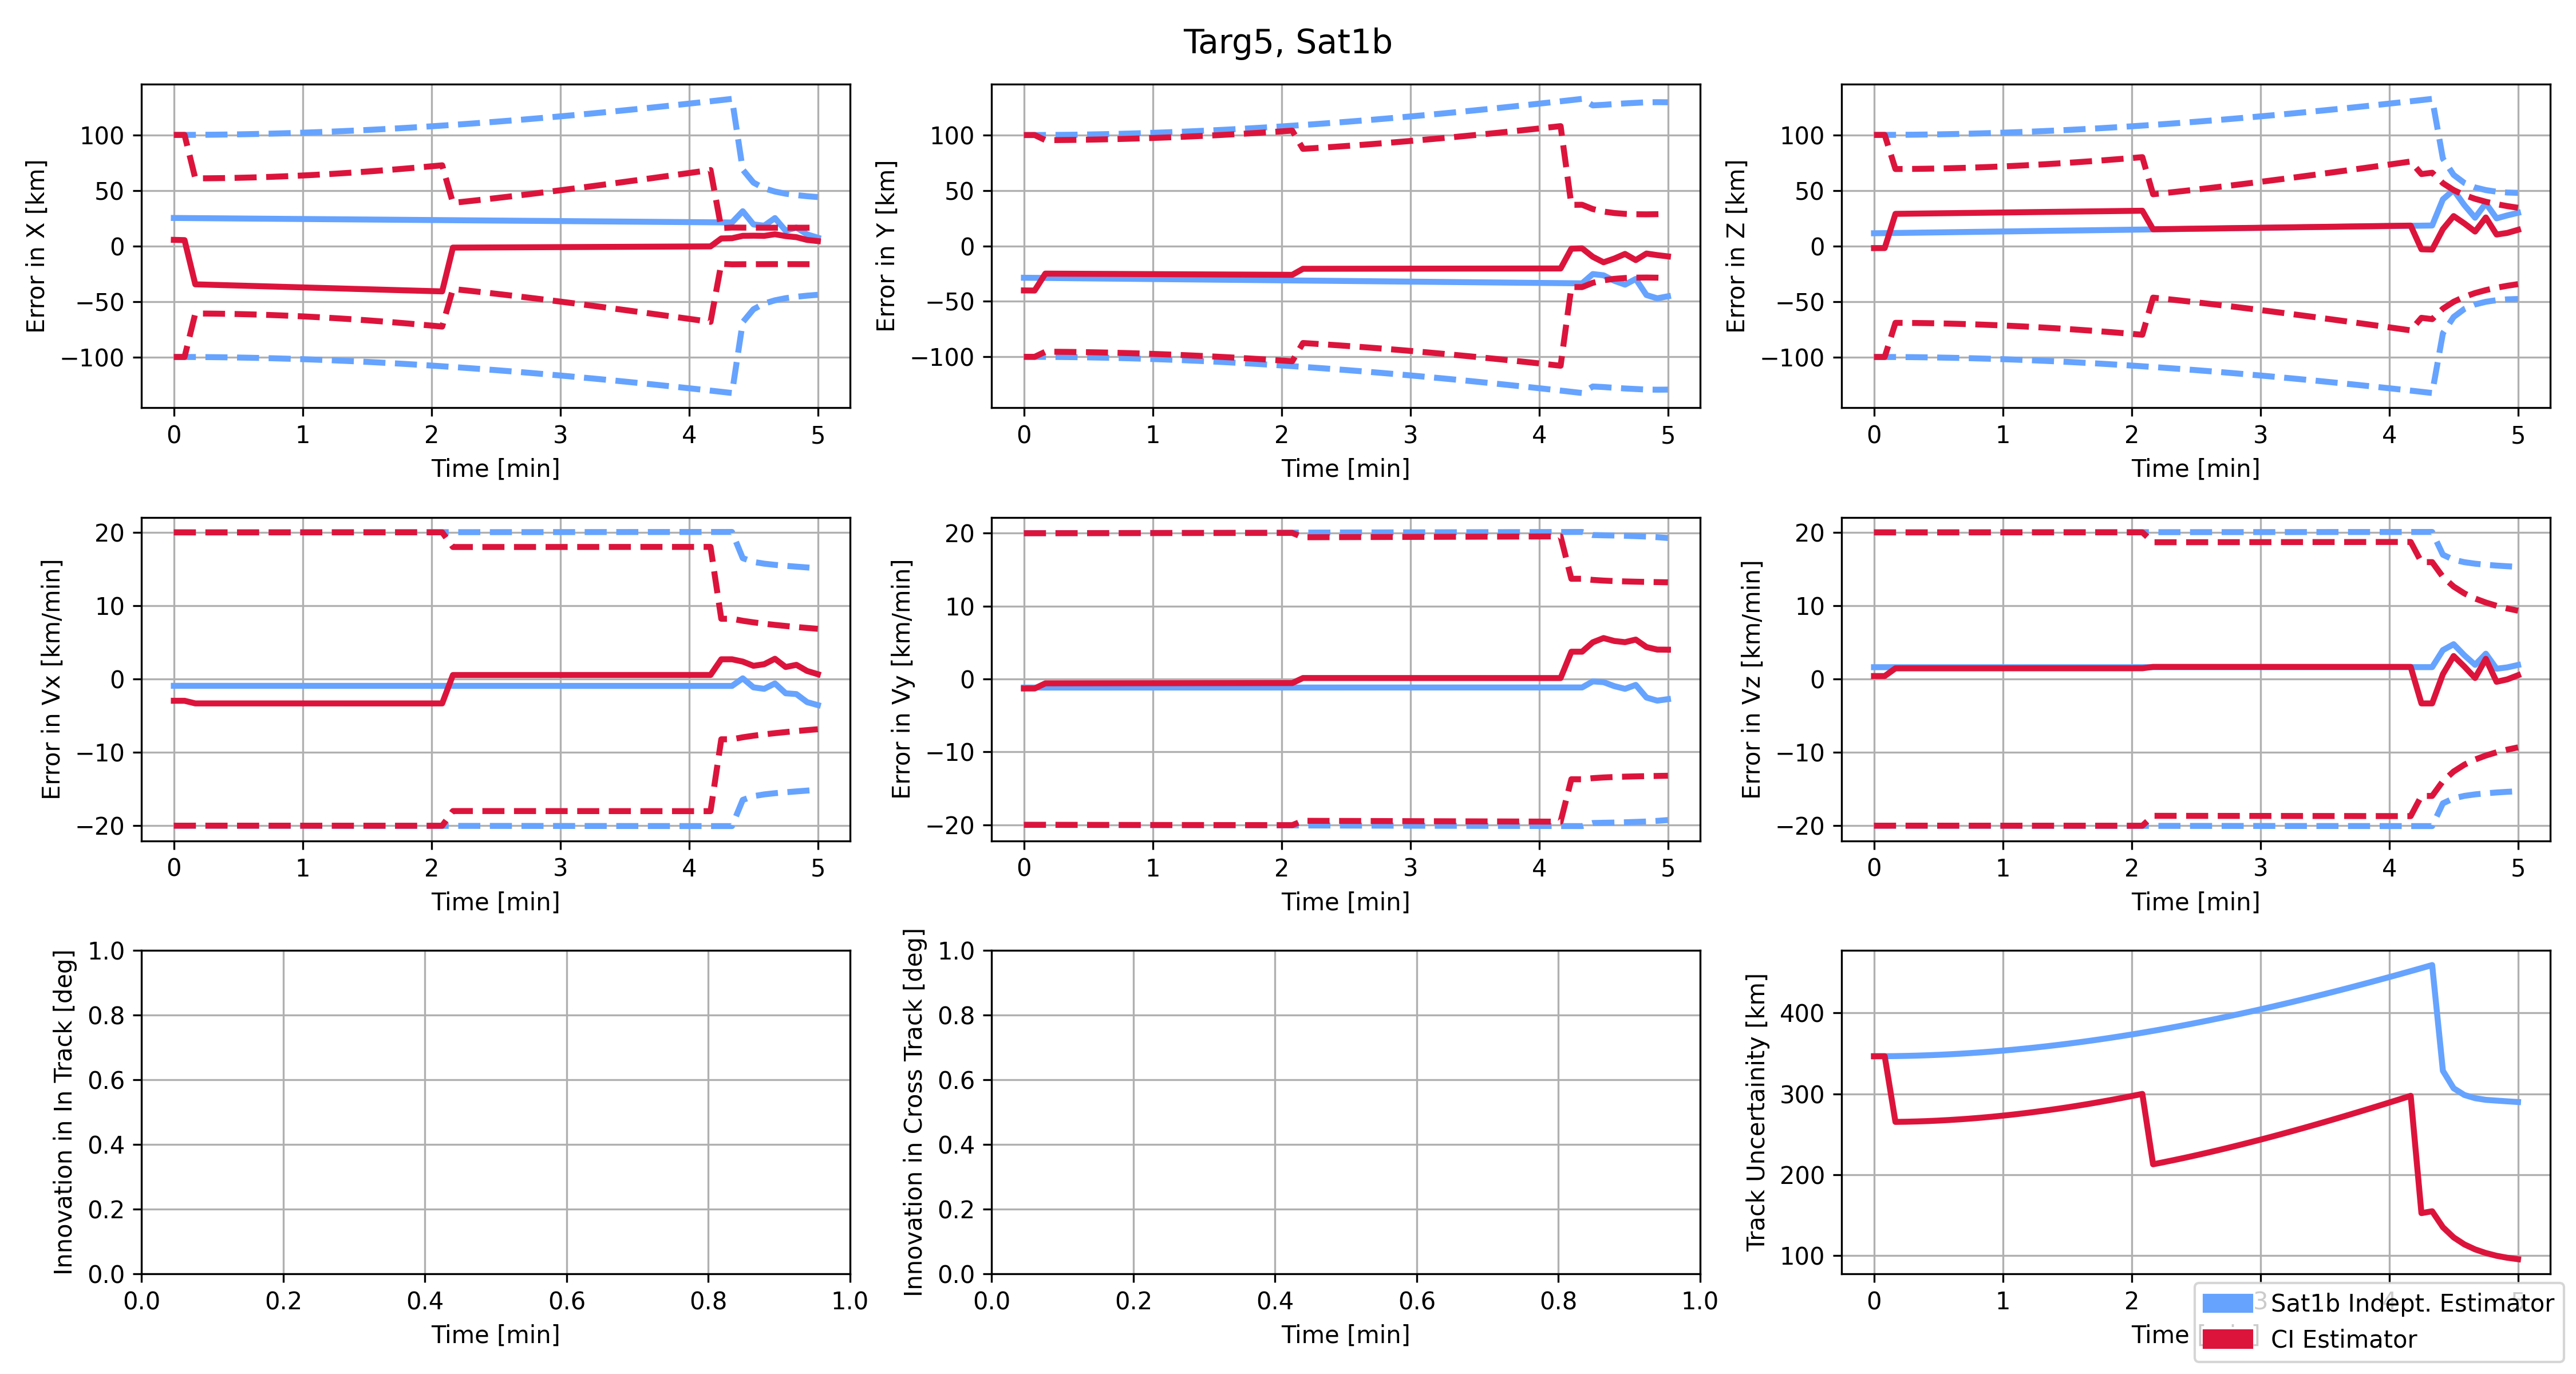 Targ5, Sat1b
Error in X [km]
100
50
0
−50
−100
0 1 2 3 4 5
Time [min]
Error in Y [km]
100
50
0
−50
−100
0 1 2 3 4 5
Time [min]
Error in Z [km]
100
50
0
−50
−100
0 1 2 3 4 5
Time [min]
Error in Vx [km/min]
20
10
0
−10
−20
0 1 2 3 4 5
Time [min]
Error in Vy [km/min]
20
10
0
−10
−20
0 1 2 3 4 5
Time [min]
Error in Vz [km/min]
20
10
0
−10
−20
0 1 2 3 4 5
Time [min]
Innovation in In Track [deg]
1.0
0.8
0.6
0.4
0.2
0.0
0.0 0.2 0.4 0.6 0.8 1.0
Time [min]
Innovation in Cross Track [deg]
1.0
0.8
0.6
0.4
0.2
0.0
0.0 0.2 0.4 0.6 0.8 1.0
Time [min]
Track Uncertainity [km]
400
300
200
100
0 1 2 3 4 5
Time
Sat1b Indept. Estimator
CI Estimator